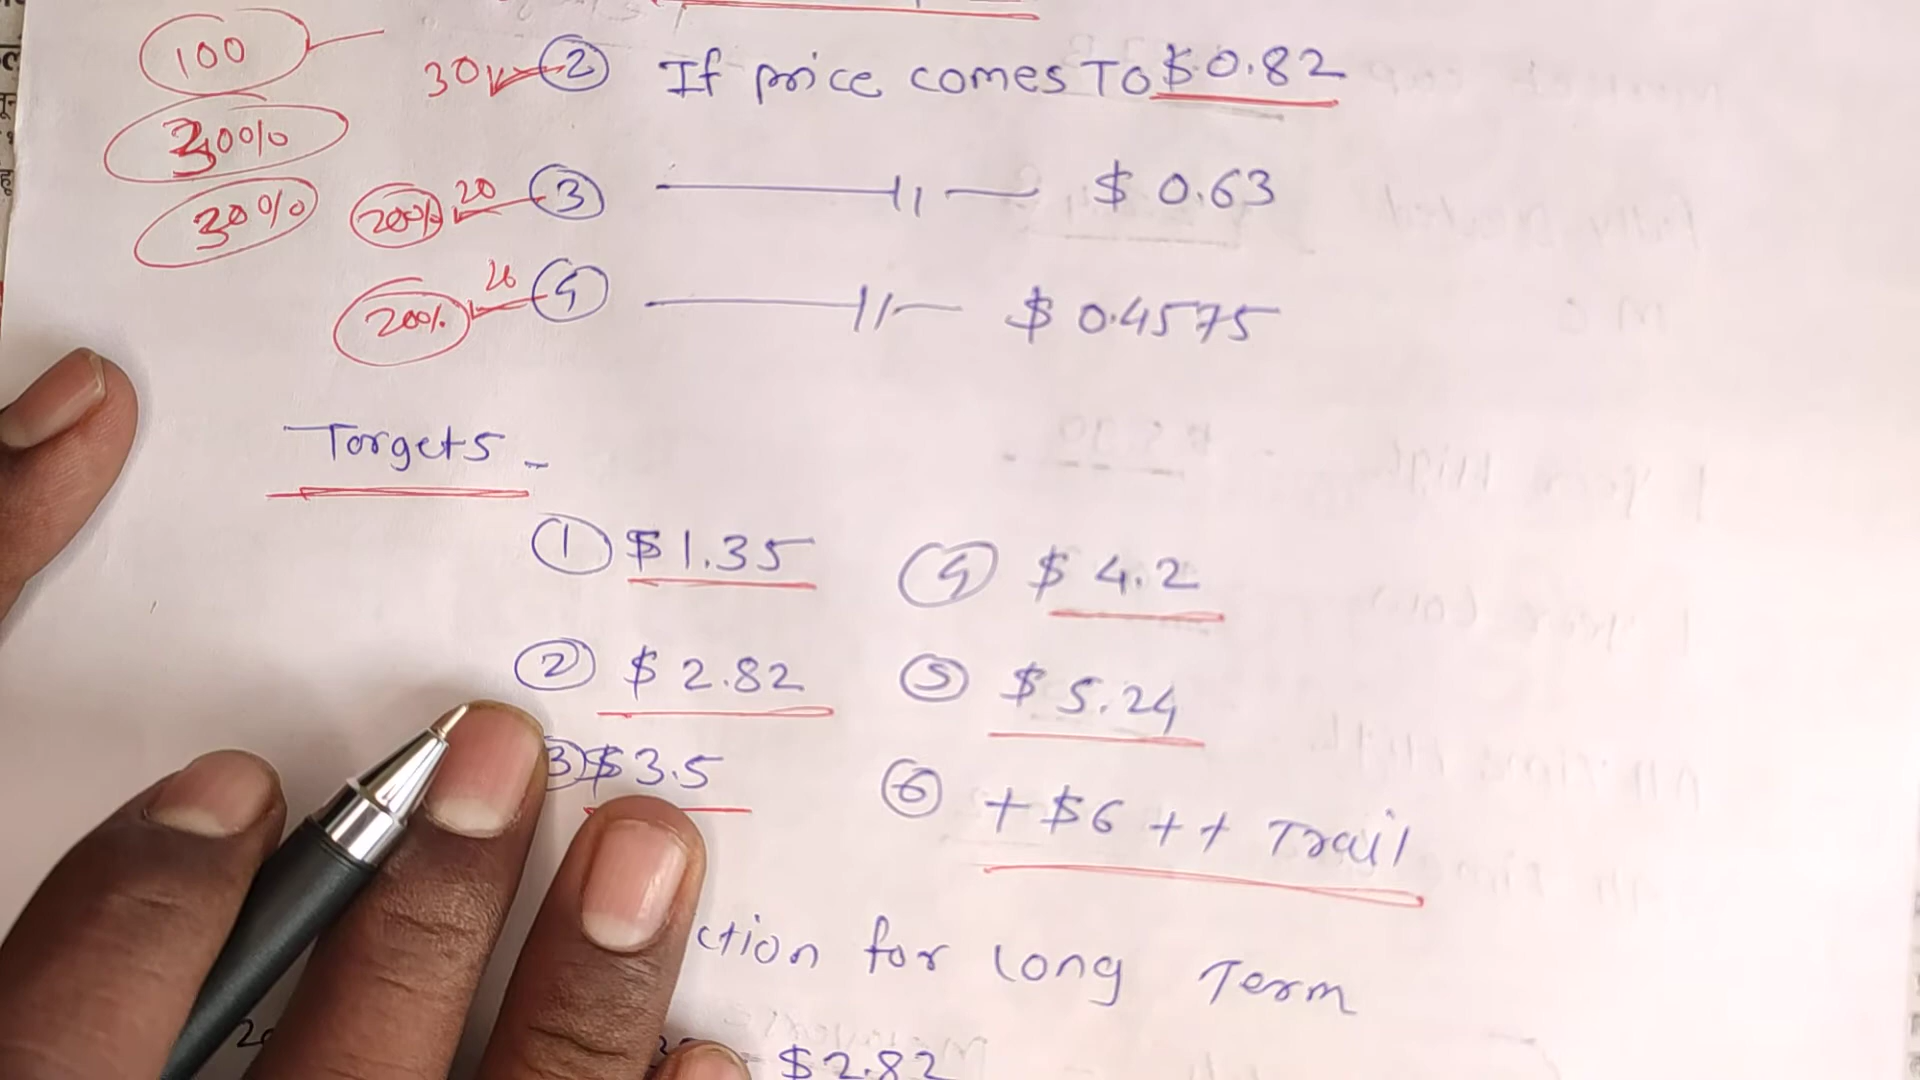 100
30 ② If price comes To $0.82
30%
20 ③ —||— $ 0.63
30% 20%
20 4 —||— $ 0.4575
20%
Targets -
① $1.35 4 $ 4.2
② $ 2.82 ⑤ $ 5.24
3 $3.5 ⑥ + $6 ++ Trail
ction for Long Term
$2.82